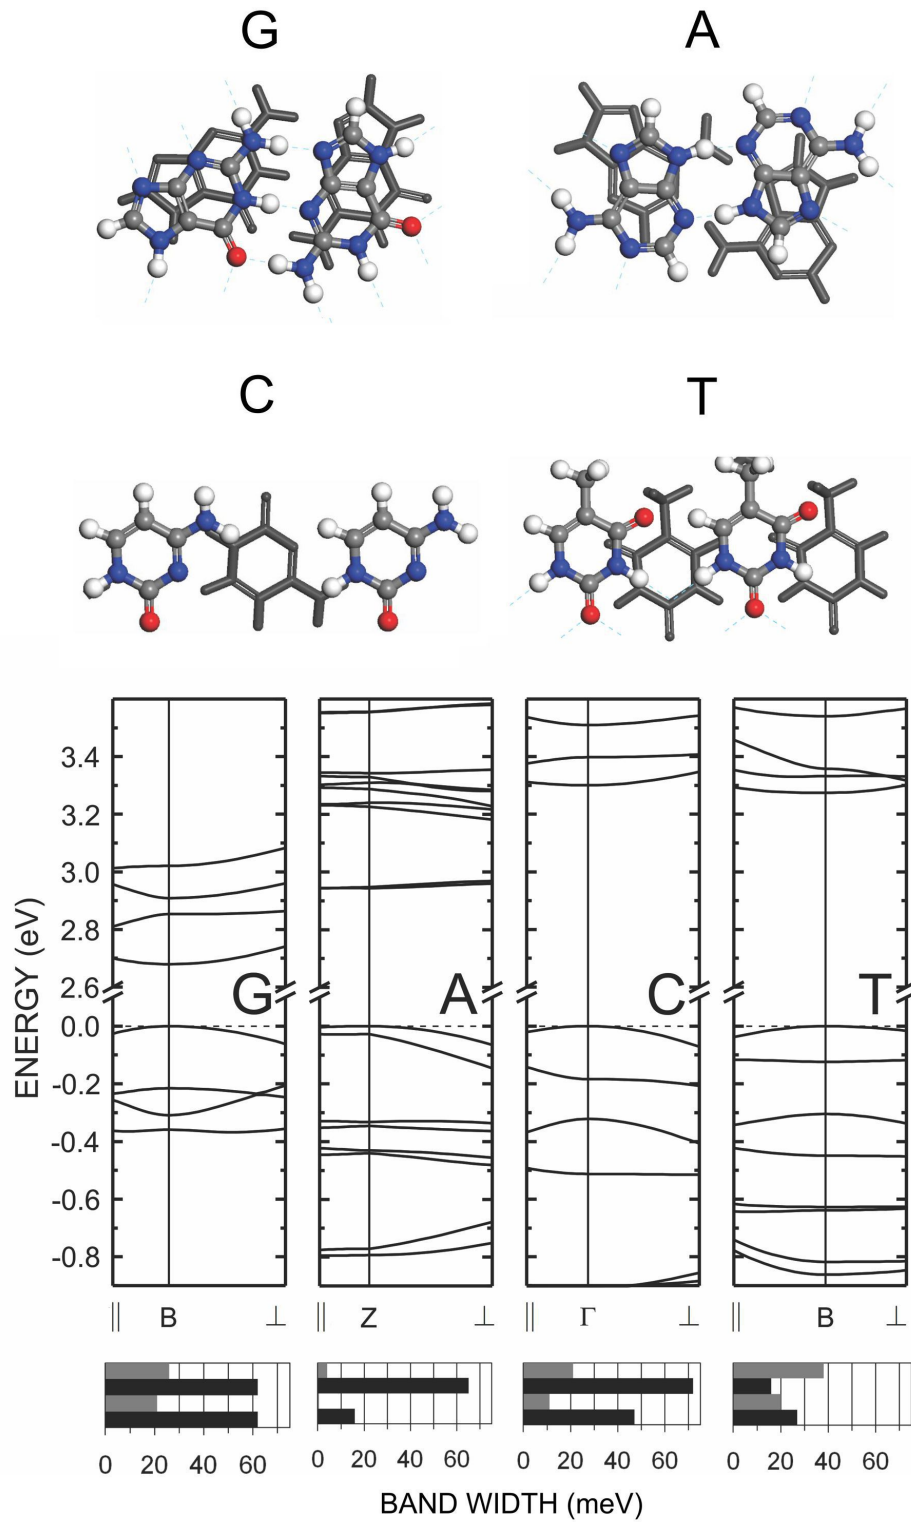 G A
C T
3.4
3.2
3.0
2.8
2.6
0.0
-0.2
-0.4
-0.6
-0.8
ENERGY (eV)
G A C T
|| B ⊥ || Z ⊥ || Γ ⊥ || B ⊥
0 20 40 60 0 20 40 60 0 20 40 60 0 20 40 60
BAND WIDTH (meV)